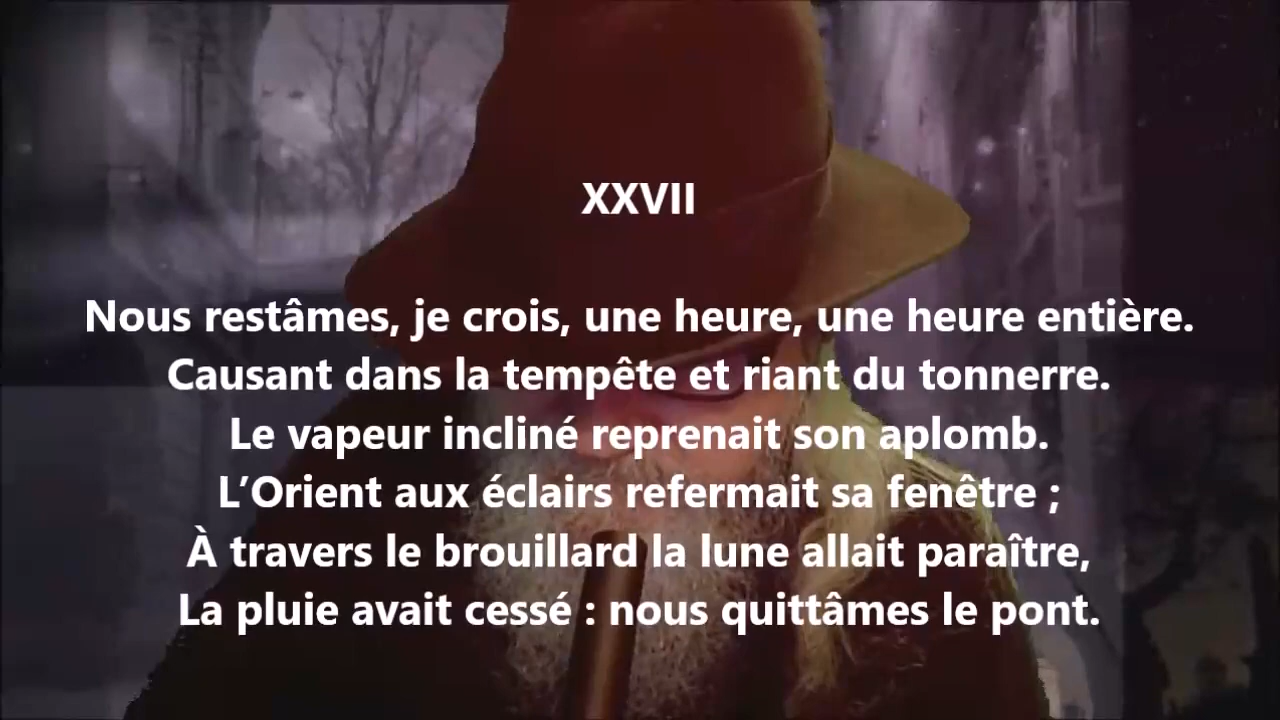 XXVII
Nous restâmes, je crois, une heure, une heure entière.
Causant dans la tempête et riant du tonnerre.
Le vapeur incliné reprenait son aplomb.
L’Orient aux éclairs refermait sa fenêtre ;
À travers le brouillard la lune allait paraître,
La pluie avait cessé : nous quittâmes le pont.